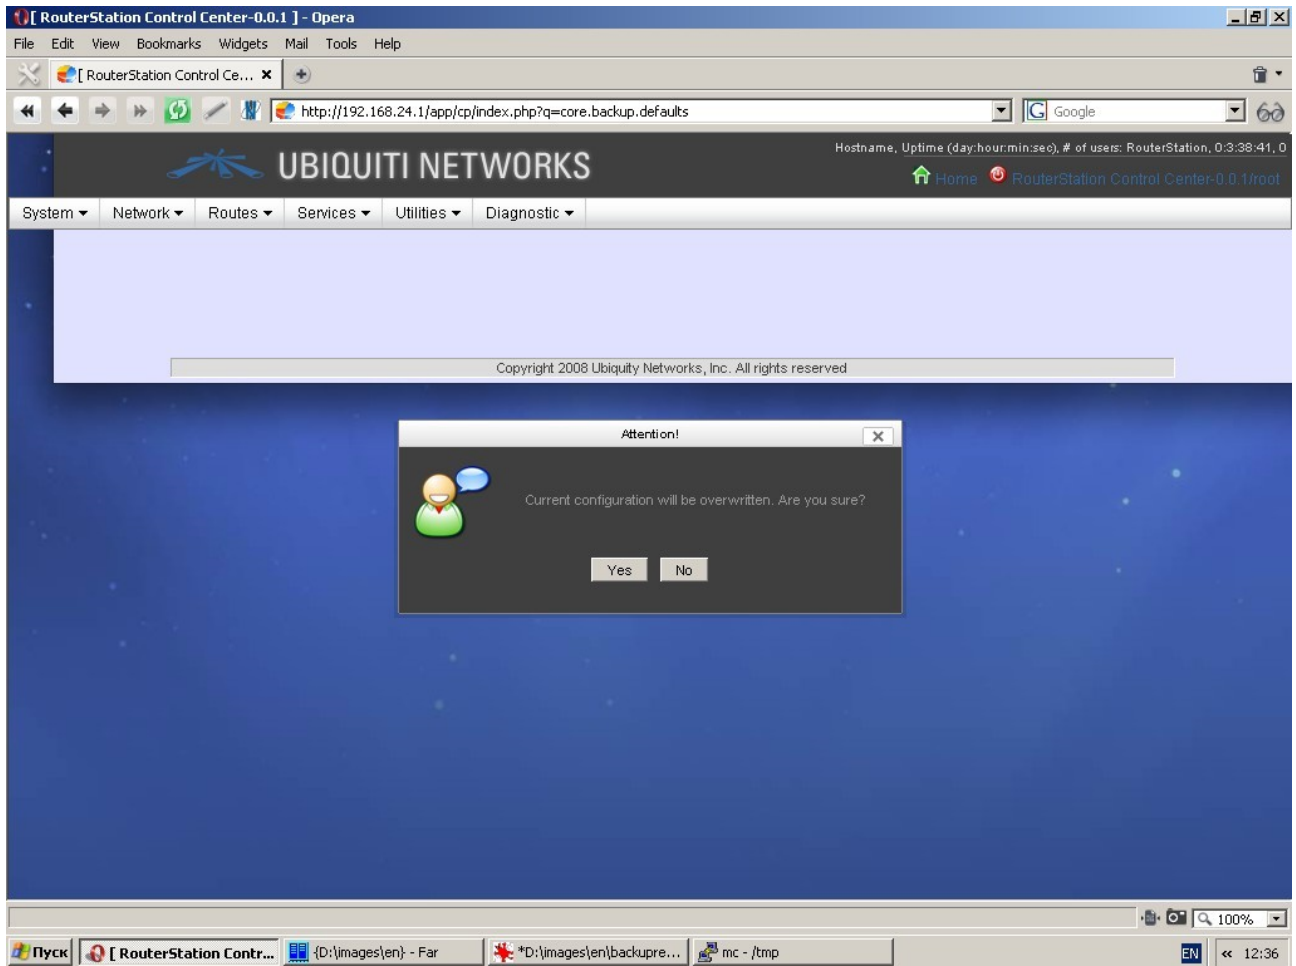 [ RouterStation Control Center-0.0.1 ] - Opera
File Edit View Bookmarks Widgets Mail Tools Help
[ RouterStation Control Ce...
http://192.168.24.1/app/cp/index.php?q=core.backup.defaults
Google
UBIQUITI NETWORKS
Hostname, Uptime (day:hour:min:sec), # of users: RouterStation, 0:3:38:41, 0
Home RouterStation Control Center-0.0.1/root
System Network Routes Services Utilities Diagnostic
Copyright 2008 Ubiquity Networks, Inc. All rights reserved
Attention!
Current configuration will be overwritten. Are you sure?
Yes No
100%
Пуск [ RouterStation Contr... {D:\images\en} - Far *D:\images\en\backupre... mc - /tmp EN « 12:36